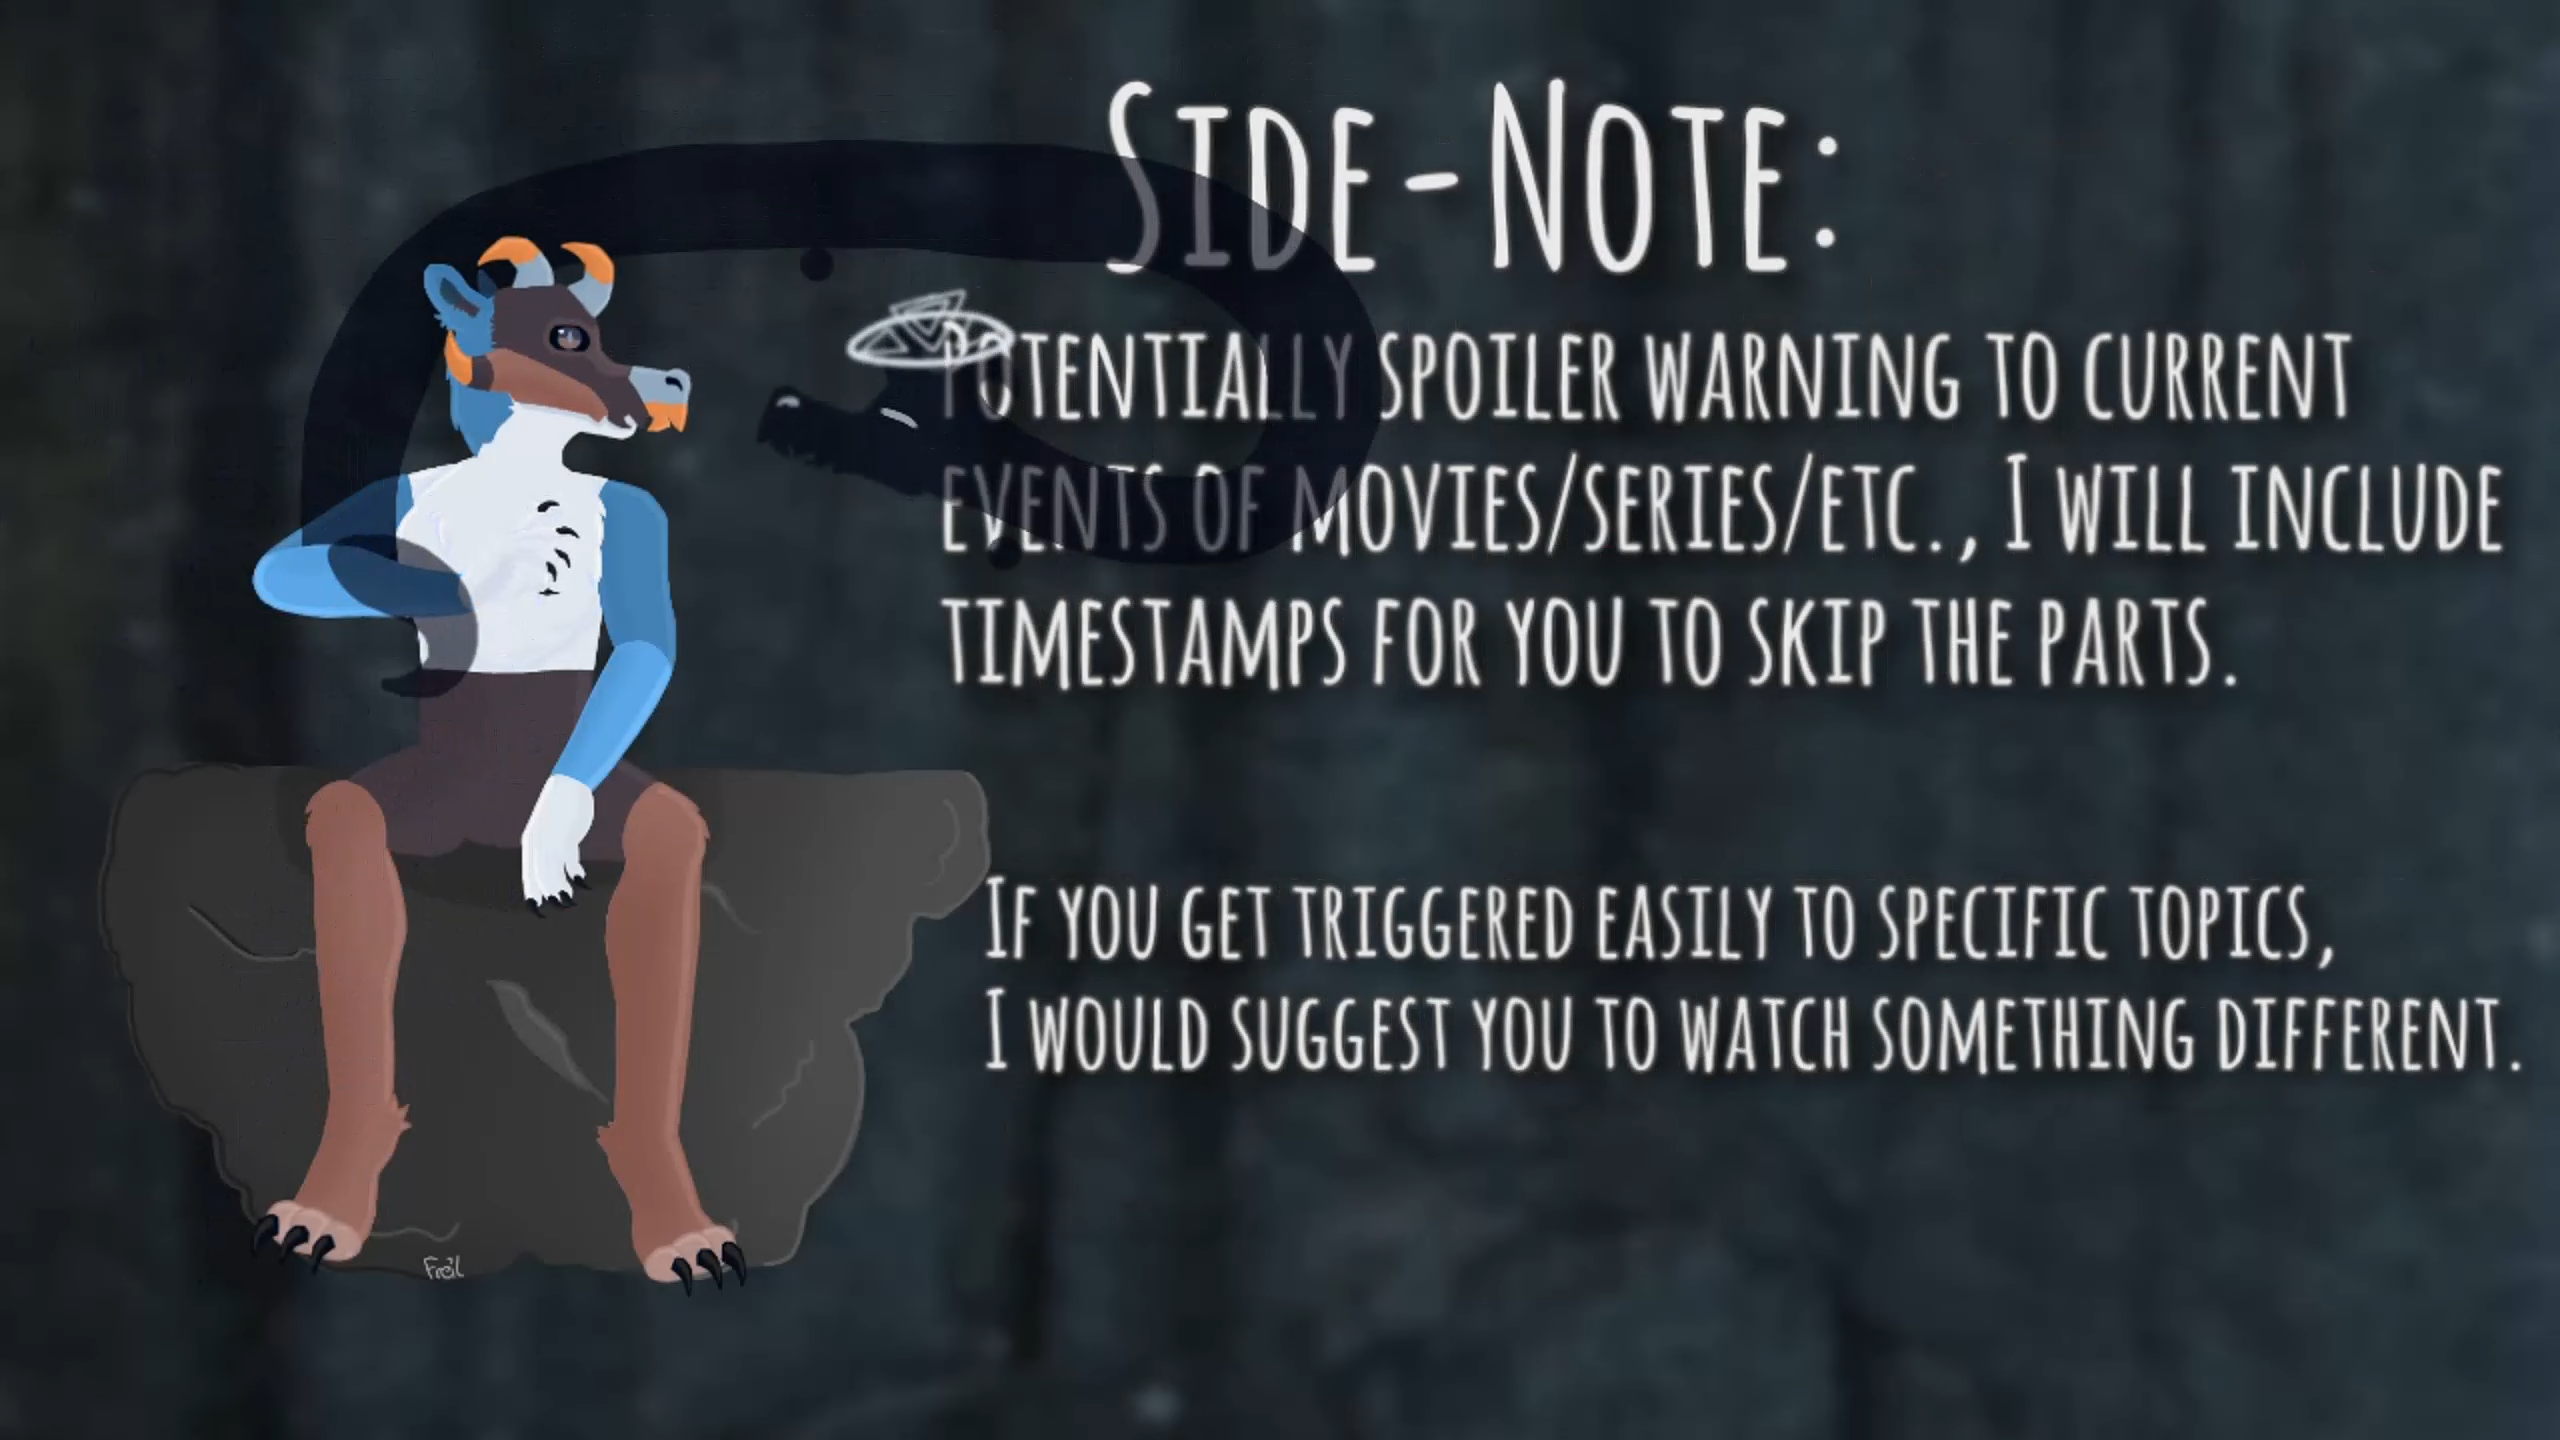 Side-Note:
Potentially spoiler warning to current
events of movies/series/etc., I will include
timestamps for you to skip the parts.
If you get triggered easily to specific topics,
I would suggest you to watch something different.